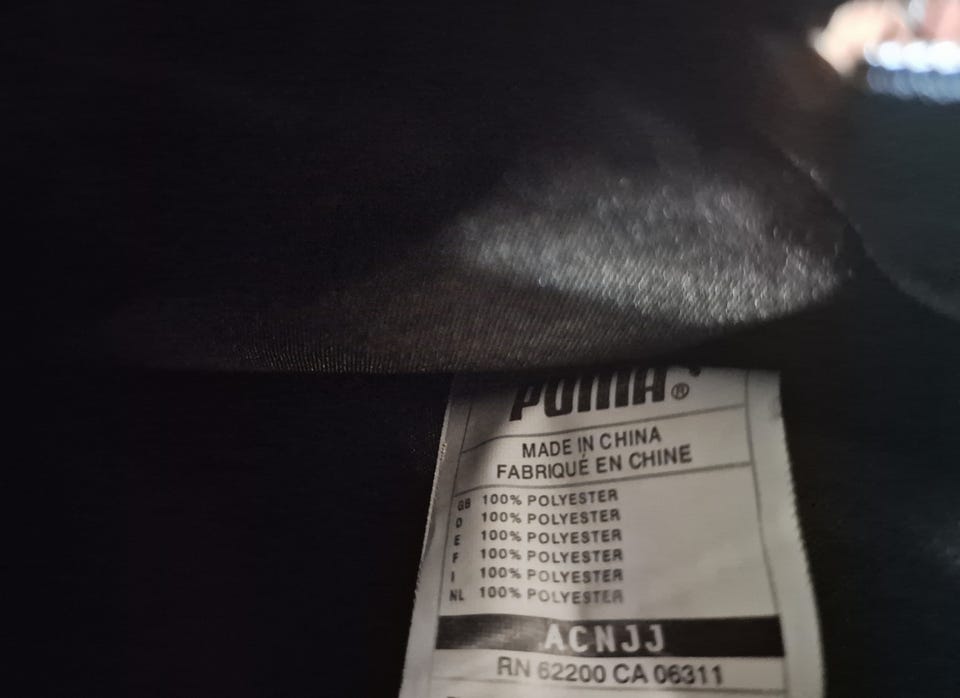 PUMA®
MADE IN CHINA
FABRIQUÉ EN CHINE
GB 100% POLYESTER
D 100% POLYESTER
E 100% POLYESTER
F 100% POLYESTER
I 100% POLYESTER
NL 100% POLYESTER
ACNJJ
RN 62200 CA 06311